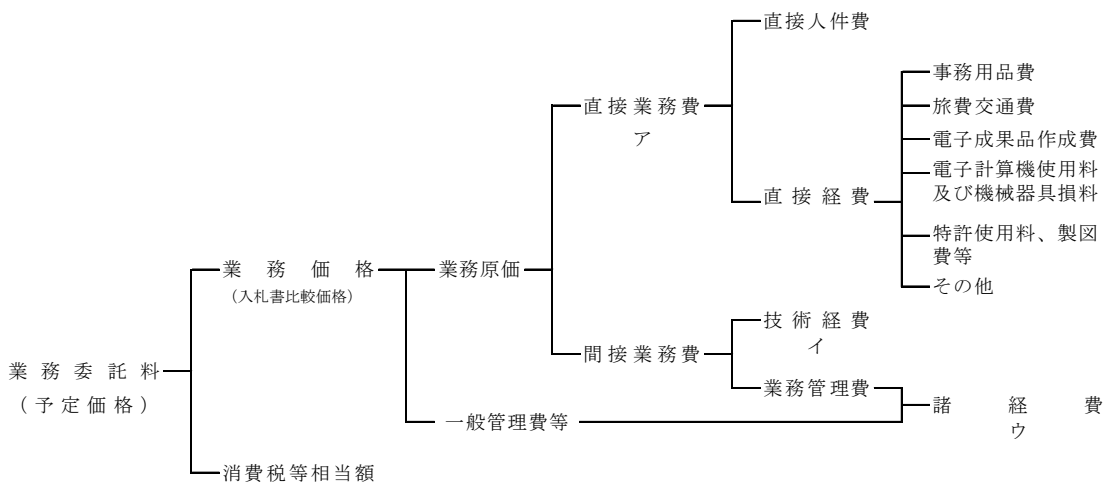 直接人件費
事務用品費
直接業務費
ア
旅費交通費
電子成果品作成費
電子計算機使用料
及び機械器具損料
直接経費
特許使用料、製図
費等
その他
業務価格
(入札書比較価格)
業務原価
技術経費
イ
間接業務費
業務委託料
(予定価格)
業務管理費
諸経費
ウ
一般管理費等
消費税等相当額